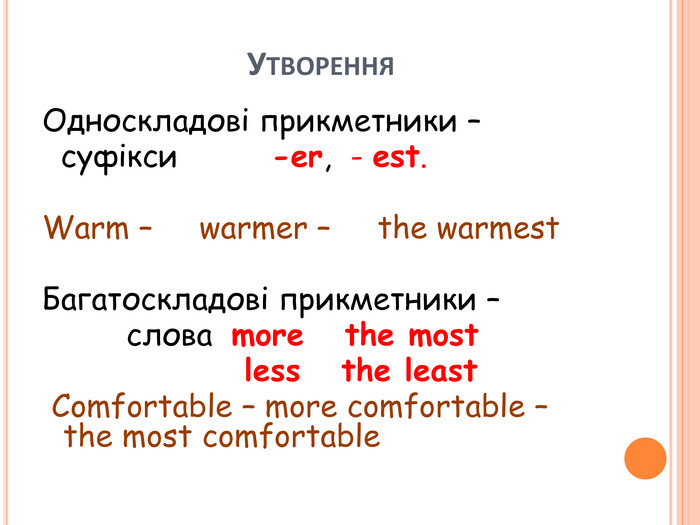 Утворення
Односкладові прикметники –
суфікси -er, - est.
Warm – warmer – the warmest
Багатоскладові прикметники –
слова more the most
less the least
Comfortable – more comfortable –
the most comfortable